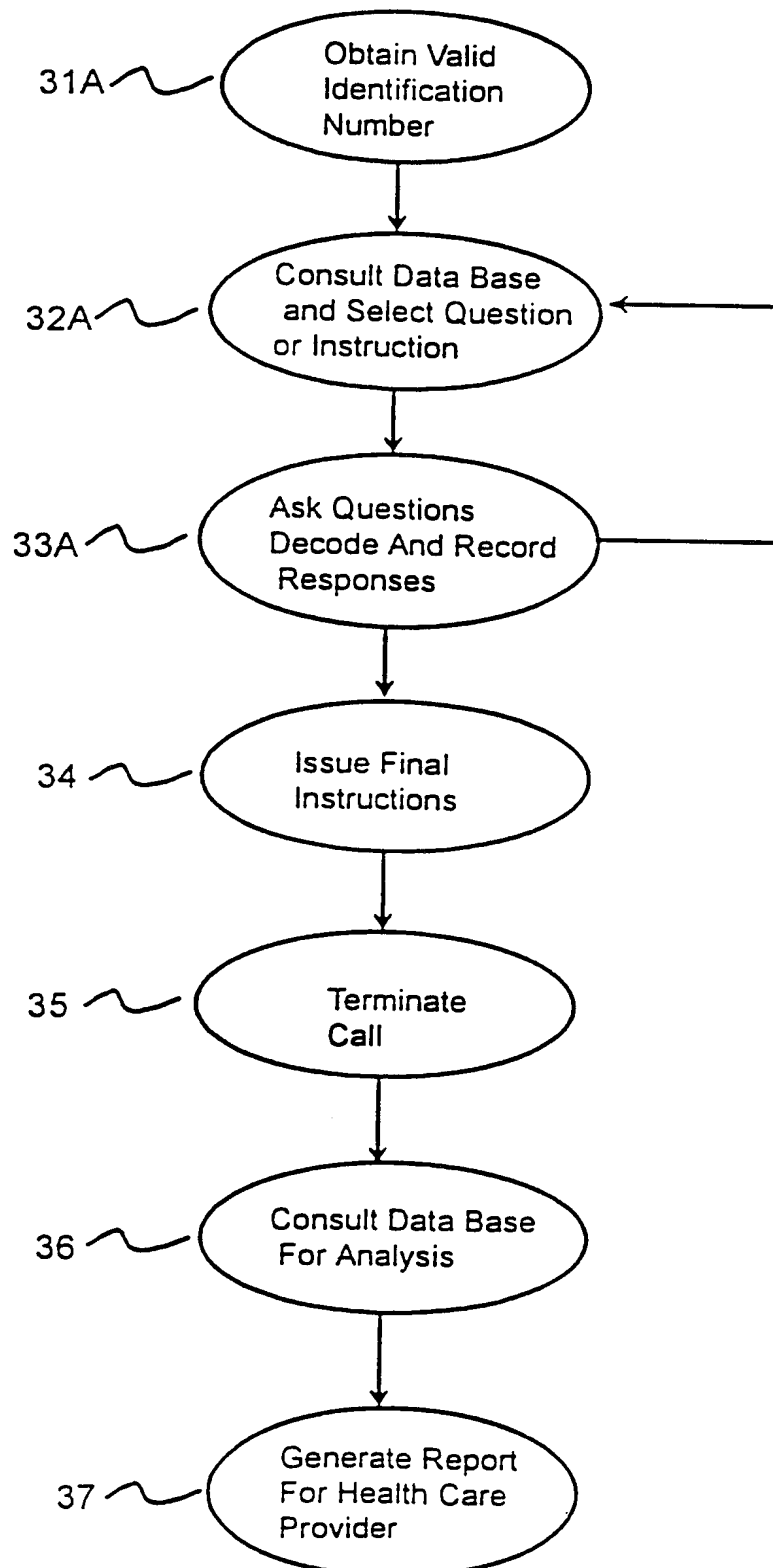 31A
Obtain Valid
Identification
Number
32A
Consult Data Base
and Select Question
or Instruction
33A
Ask Questions
Decode And Record
Responses
34
Issue Final
Instructions
35
Terminate
Call
36
Consult Data Base
For Analysis
37
Generate Report
For Health Care
Provider